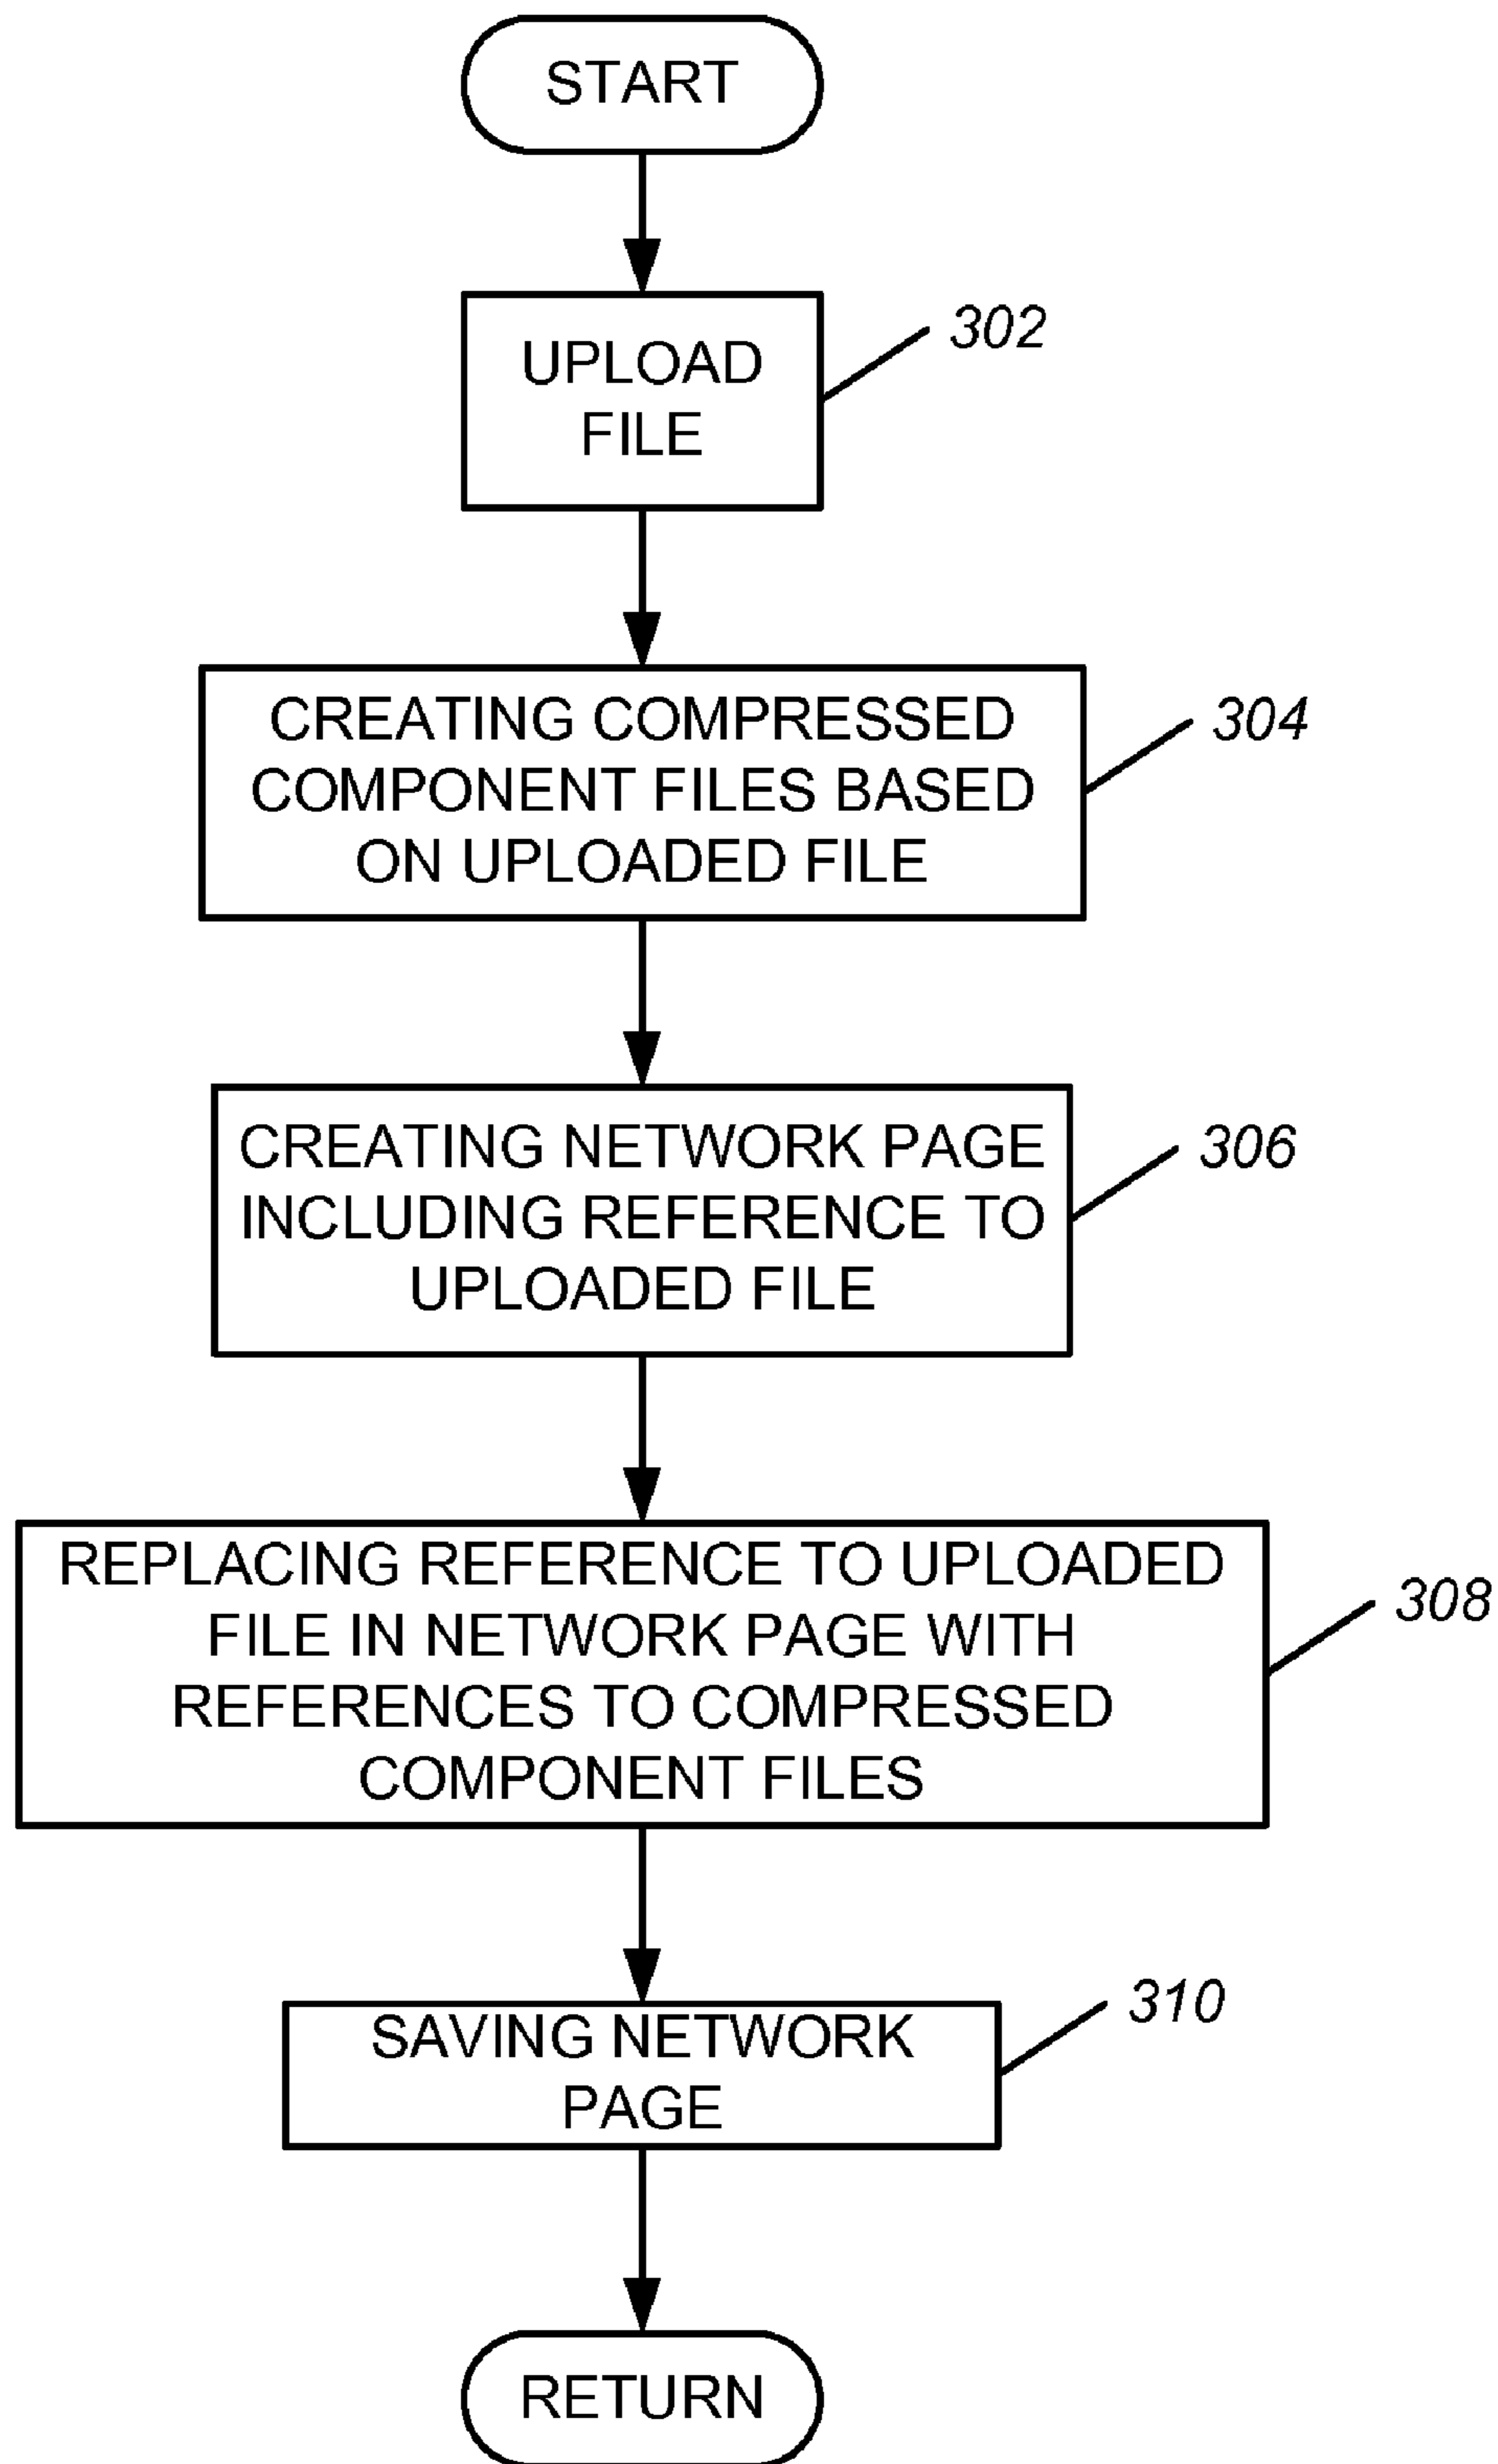 START
UPLOAD
FILE
302
CREATING COMPRESSED
COMPONENT FILES BASED
ON UPLOADED FILE
304
CREATING NETWORK PAGE
INCLUDING REFERENCE TO
UPLOADED FILE
306
REPLACING REFERENCE TO UPLOADED
FILE IN NETWORK PAGE WITH
REFERENCES TO COMPRESSED
COMPONENT FILES
308
SAVING NETWORK
PAGE
310
RETURN